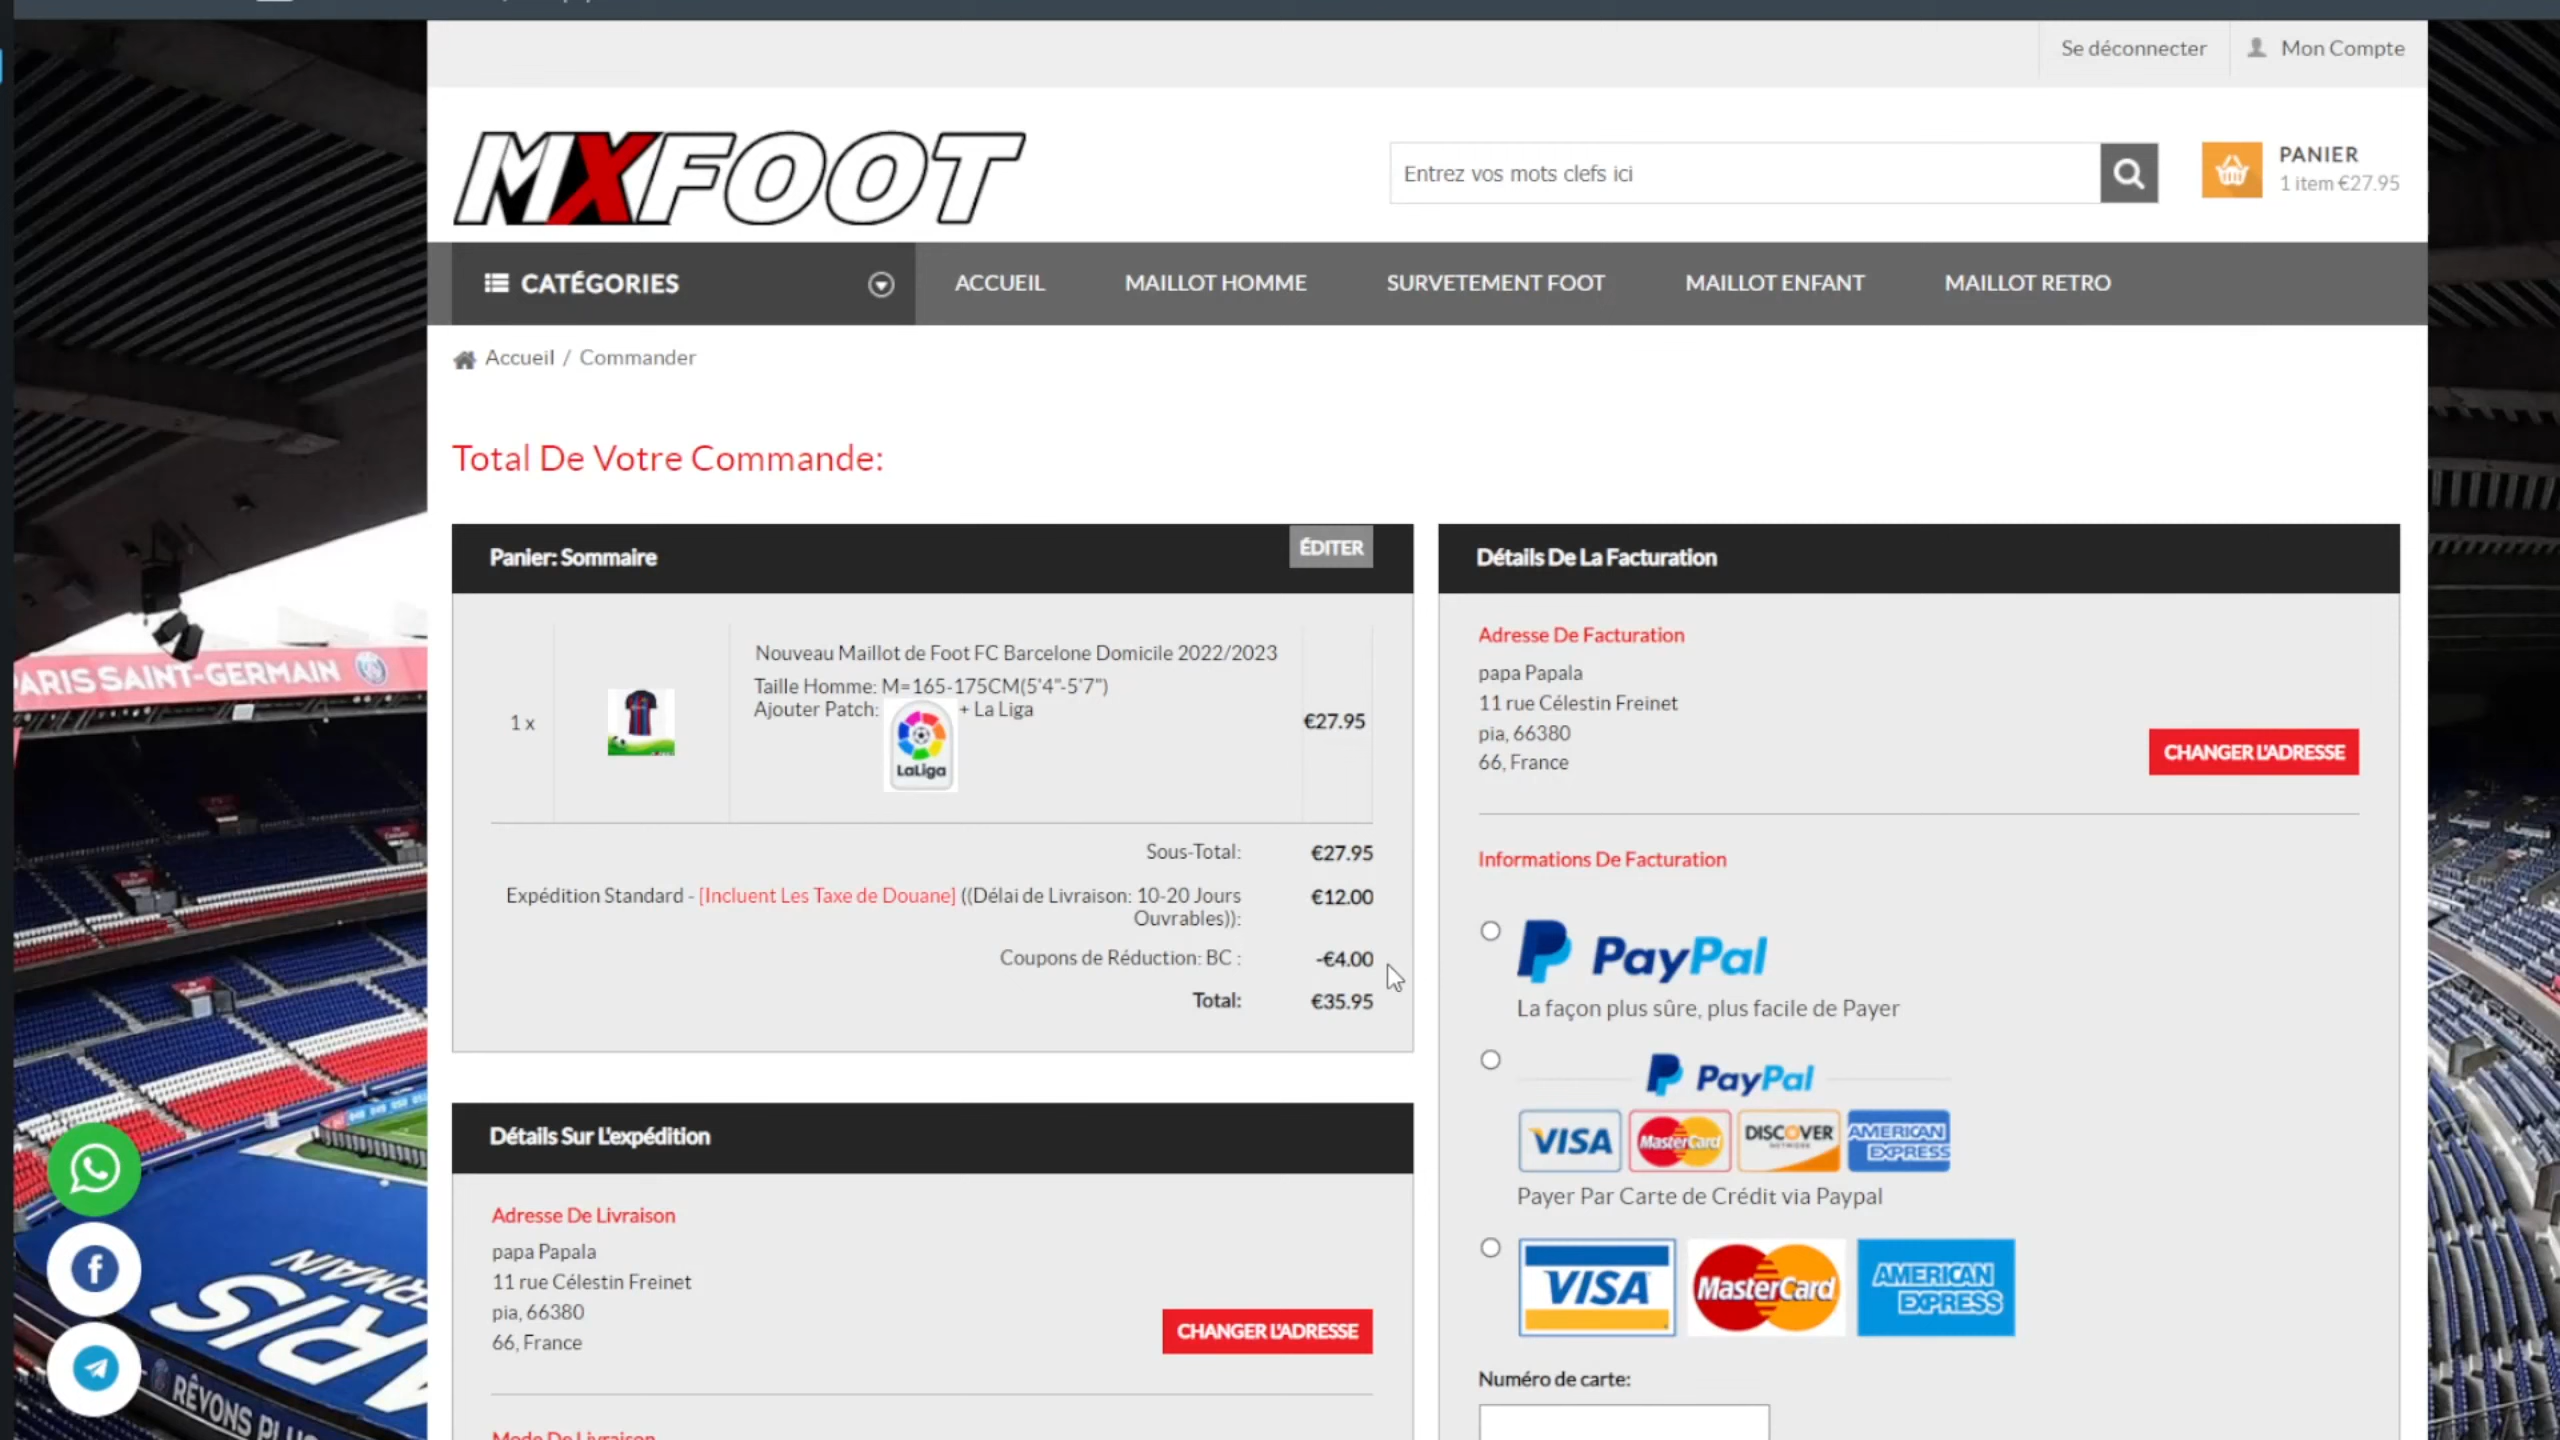 Se déconnecter
Mon Compte
MXFOOT
Entrez vos mots clefs ici
PANIER
1 item €27.95
CATÉGORIES
ACCUEIL
MAILLOT HOMME
SURVETEMENT FOOT
MAILLOT ENFANT
MAILLOT RETRO
Accueil / Commander
Total De Votre Commande:
Panier: Sommaire
ÉDITER
1 x
Nouveau Maillot de Foot FC Barcelone Domicile 2022/2023
Taille Homme: M=165-175CM(5'4"-5'7")
Ajouter Patch: + La Liga
LaLiga
€27.95
Sous-Total: €27.95
Expédition Standard - [Incluent Les Taxe de Douane] ((Délai de Livraison: 10-20 Jours
Ouvrables)): €12.00
Coupons de Réduction: BC : -€4.00
Total: €35.95
Détails Sur L'expédition
Adresse De Livraison
papa Papala
11 rue Célestin Freinet
pia, 66380
66, France
CHANGER L'ADRESSE
Détails De La Facturation
Adresse De Facturation
papa Papala
11 rue Célestin Freinet
pia, 66380
66, France
CHANGER L'ADRESSE
Informations De Facturation
PayPal
La façon plus sûre, plus facile de Payer
PayPal
VISA
MasterCard
DISCOVER
NETWORK
AMERICAN
EXPRESS
Payer Par Carte de Crédit via Paypal
VISA
MasterCard
AMERICAN
EXPRESS
Numéro de carte:
PARIS SAINT-GERMAIN
RÊVONS